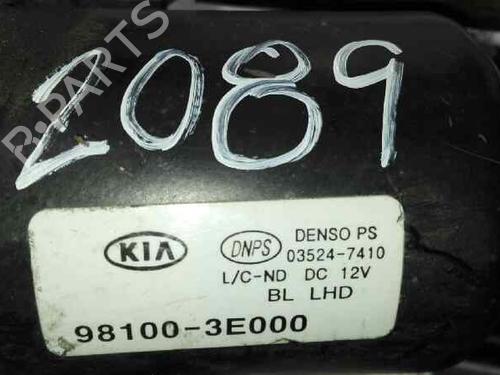 B-PARTS
2089
KIA DNPS DENSO PS
03524-7410
L/C-ND DC 12V
BL LHD
98100-3E000